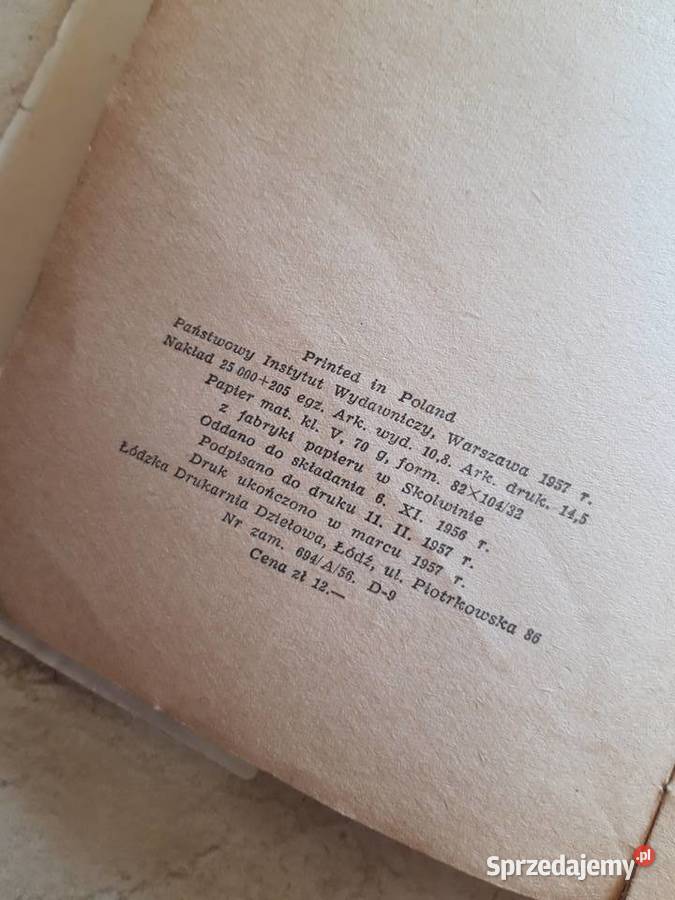 Printed in Poland
Państwowy Instytut Wydawniczy, Warszawa 1957 r.
Nakład 25 000+205 egz. Ark. wyd. 10,8. Ark. druk. 14,5
Papier mat. kl. V, 70 g, form. 82×104/32
z fabryki papieru w Skolwinie
Oddano do składania 6. XI. 1956 r.
Podpisano do druku 11. II. 1957 r.
Druk ukończono w marcu 1957 r.
Łódzka Drukarnia Dziełowa, Łódź, ul. Piotrkowska 86
Nr zam. 694/A/56. D-9
Cena zł 12.—
Sprzedajemy.pl